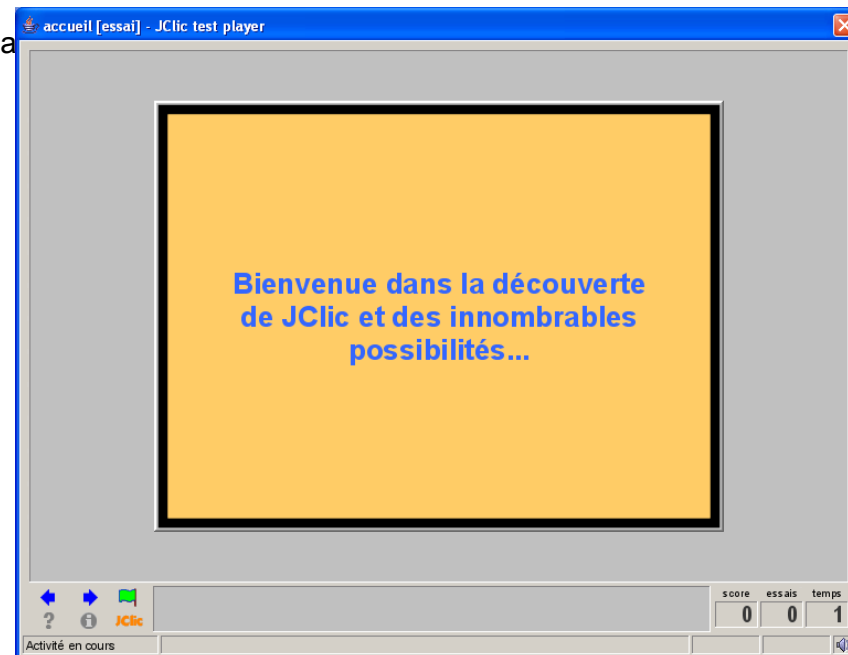 accueil [essai] - JClic test player
a
Bienvenue dans la découverte
de JClic et des innombrables
possibilités...
score essais temps
0 0 1
? i JClic
Activité en cours